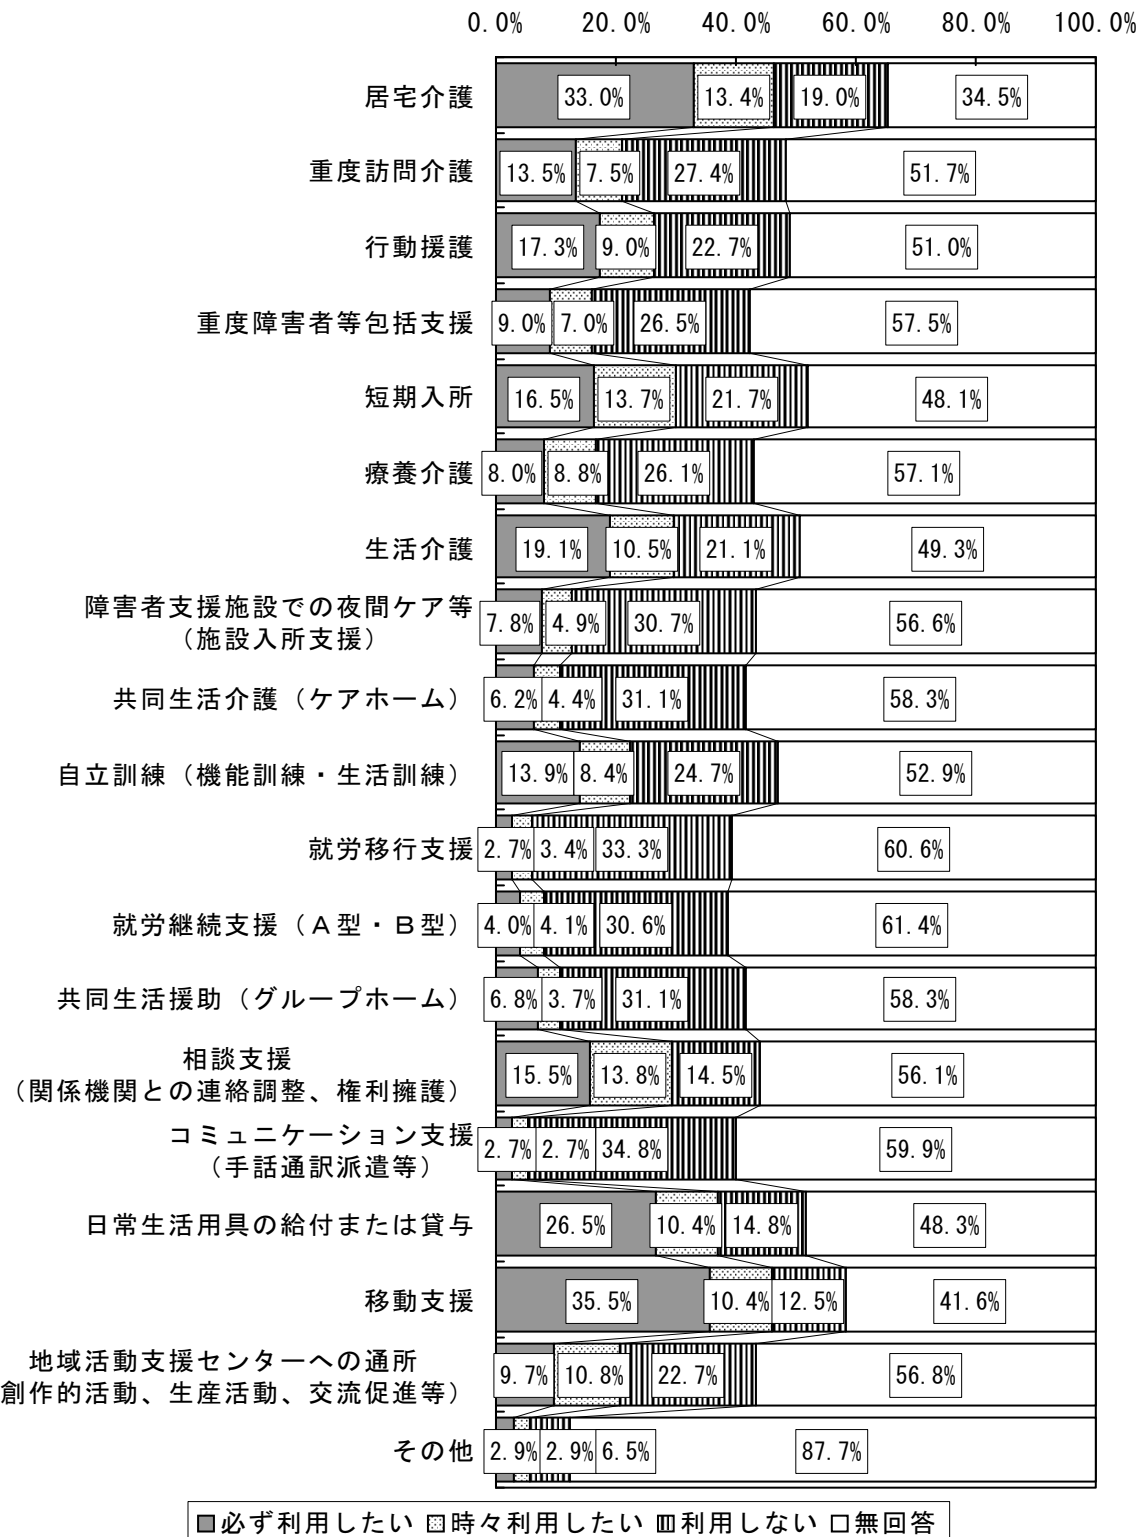 0.0% 20.0% 40.0% 60.0% 80.0% 100.0%
居宅介護 33.0% 13.4% 19.0% 34.5%
重度訪問介護 13.5% 7.5% 27.4% 51.7%
行動援護 17.3% 9.0% 22.7% 51.0%
重度障害者等包括支援 9.0% 7.0% 26.5% 57.5%
短期入所 16.5% 13.7% 21.7% 48.1%
療養介護 8.0% 8.8% 26.1% 57.1%
生活介護 19.1% 10.5% 21.1% 49.3%
障害者支援施設での夜間ケア等
（施設入所支援） 7.8% 4.9% 30.7% 56.6%
共同生活介護（ケアホーム） 6.2% 4.4% 31.1% 58.3%
自立訓練（機能訓練・生活訓練） 13.9% 8.4% 24.7% 52.9%
就労移行支援 2.7% 3.4% 33.3% 60.6%
就労継続支援（Ａ型・Ｂ型） 4.0% 4.1% 30.6% 61.4%
共同生活援助（グループホーム） 6.8% 3.7% 31.1% 58.3%
相談支援
（関係機関との連絡調整、権利擁護） 15.5% 13.8% 14.5% 56.1%
コミュニケーション支援
（手話通訳派遣等） 2.7% 2.7% 34.8% 59.9%
日常生活用具の給付または貸与 26.5% 10.4% 14.8% 48.3%
移動支援 35.5% 10.4% 12.5% 41.6%
地域活動支援センターへの通所
創作的活動、生産活動、交流促進等） 9.7% 10.8% 22.7% 56.8%
その他 2.9% 2.9% 6.5% 87.7%
必ず利用したい 時々利用したい 利用しない 無回答